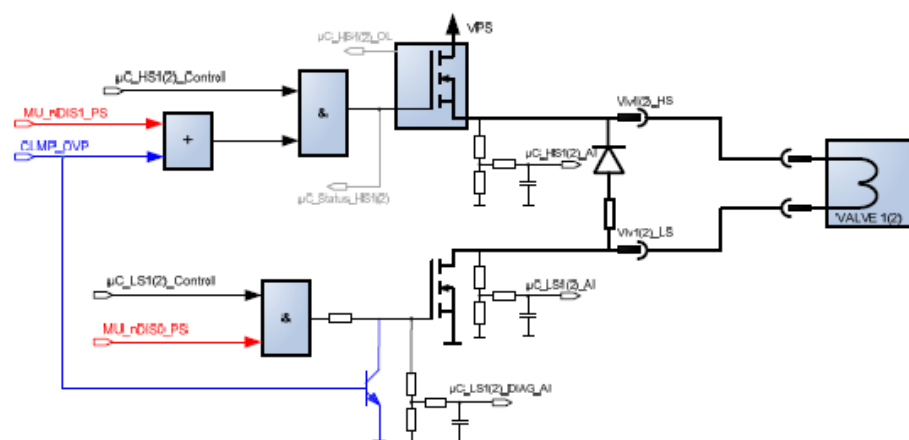 VPS
µC_HS1(2)_OL
µC_HS1(2)_Controll
&
Vlv1(2)_HS
MU_nDIS1_PS
+
CLMP_OVP
µC_HS1(2)_AI
µC_Status_HS1(2)
VALVE 1(2)
Vlv1(2)_LS
µC_LS1(2)_Controll
µC_LS1(2)_AI
&
MU_nDIS0_PS
µC_LS1(2)_DIAG_AI